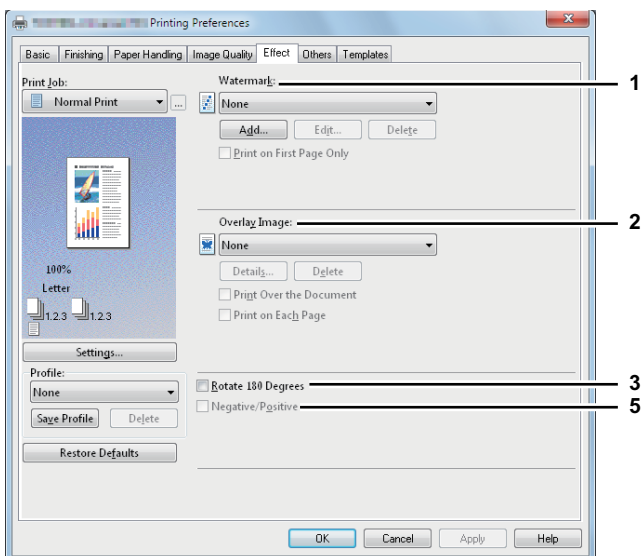 Printing Preferences
Basic Finishing Paper Handling Image Quality Effect Others Templates
Print Job:
Normal Print
...
100%
Letter
1.2.3 1.2.3
Settings...
Profile:
None
Save Profile Delete
Restore Defaults
Watermark: 1
None
Add... Edit... Delete
Print on First Page Only
Overlay Image: 2
None
Details... Delete
Print Over the Document
Print on Each Page
Rotate 180 Degrees 3
Negative/Positive 5
OK Cancel Apply Help